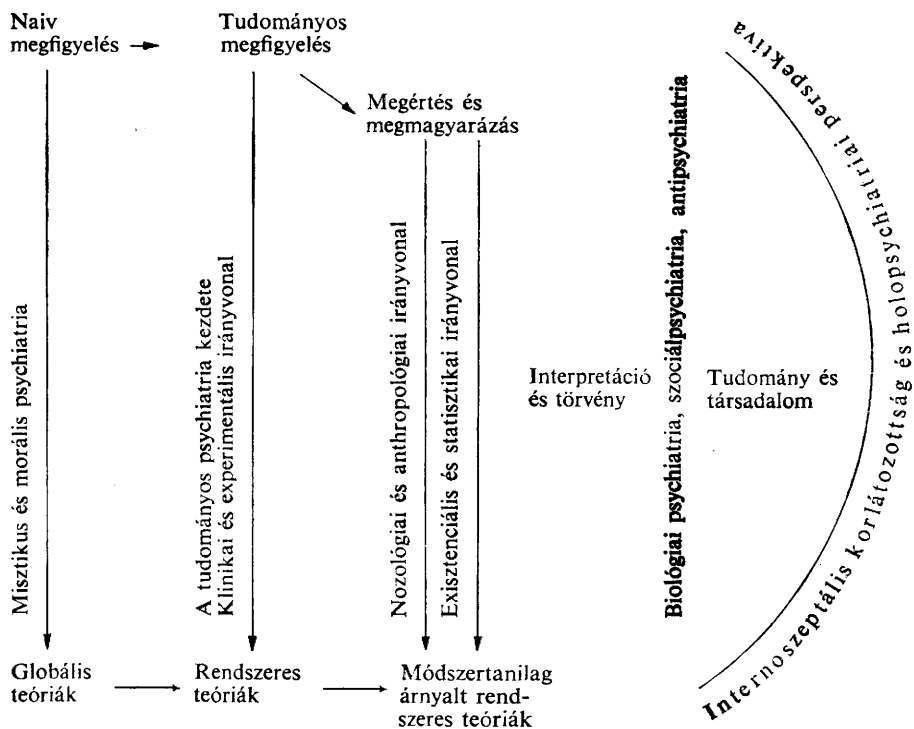 Naiv
megfigyelés
Tudományos
megfigyelés
Megértés és
megmagyarázás
Misztikus és morális psychiatria
A tudományos psychiatria kezdete
Klinikai és experimentális irányvonal
Nozológiai és anthropológiai irányvonal
Exisztenciális és statisztikai irányvonal
Interpretáció
és törvény
Biológiai psychiatria, szociálpsychiatria, antipsychiatria
Tudomány és
társadalom
Internoszeptális korlátozottság és holopsychiatriai perspektíva
Globális
teóriák
Rendszeres
teóriák
Módszertanilag
árnyalt rend-
szeres teóriák